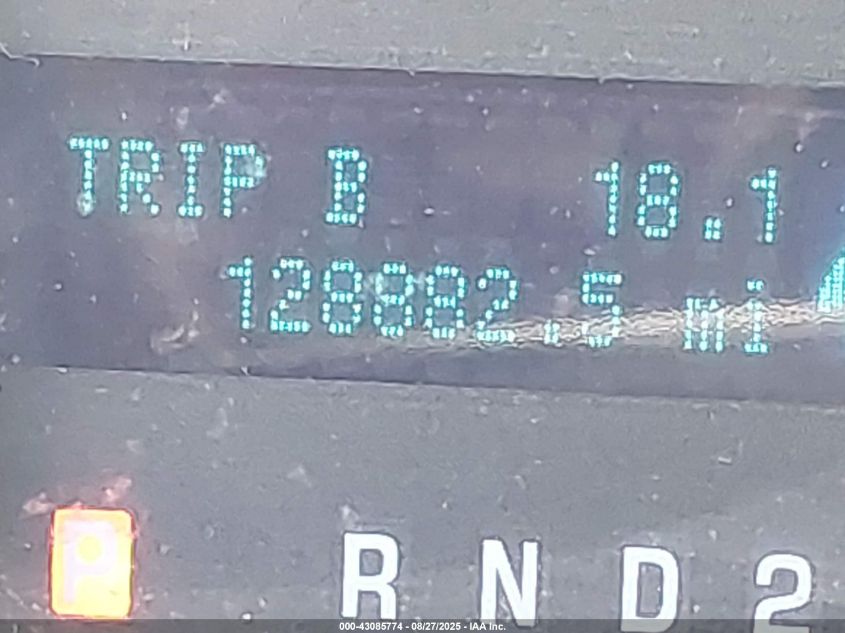 TRIP B 18.1
128882.5 mi
P R N D 2
000-43085774 - 08/27/2025 - IAA Inc.